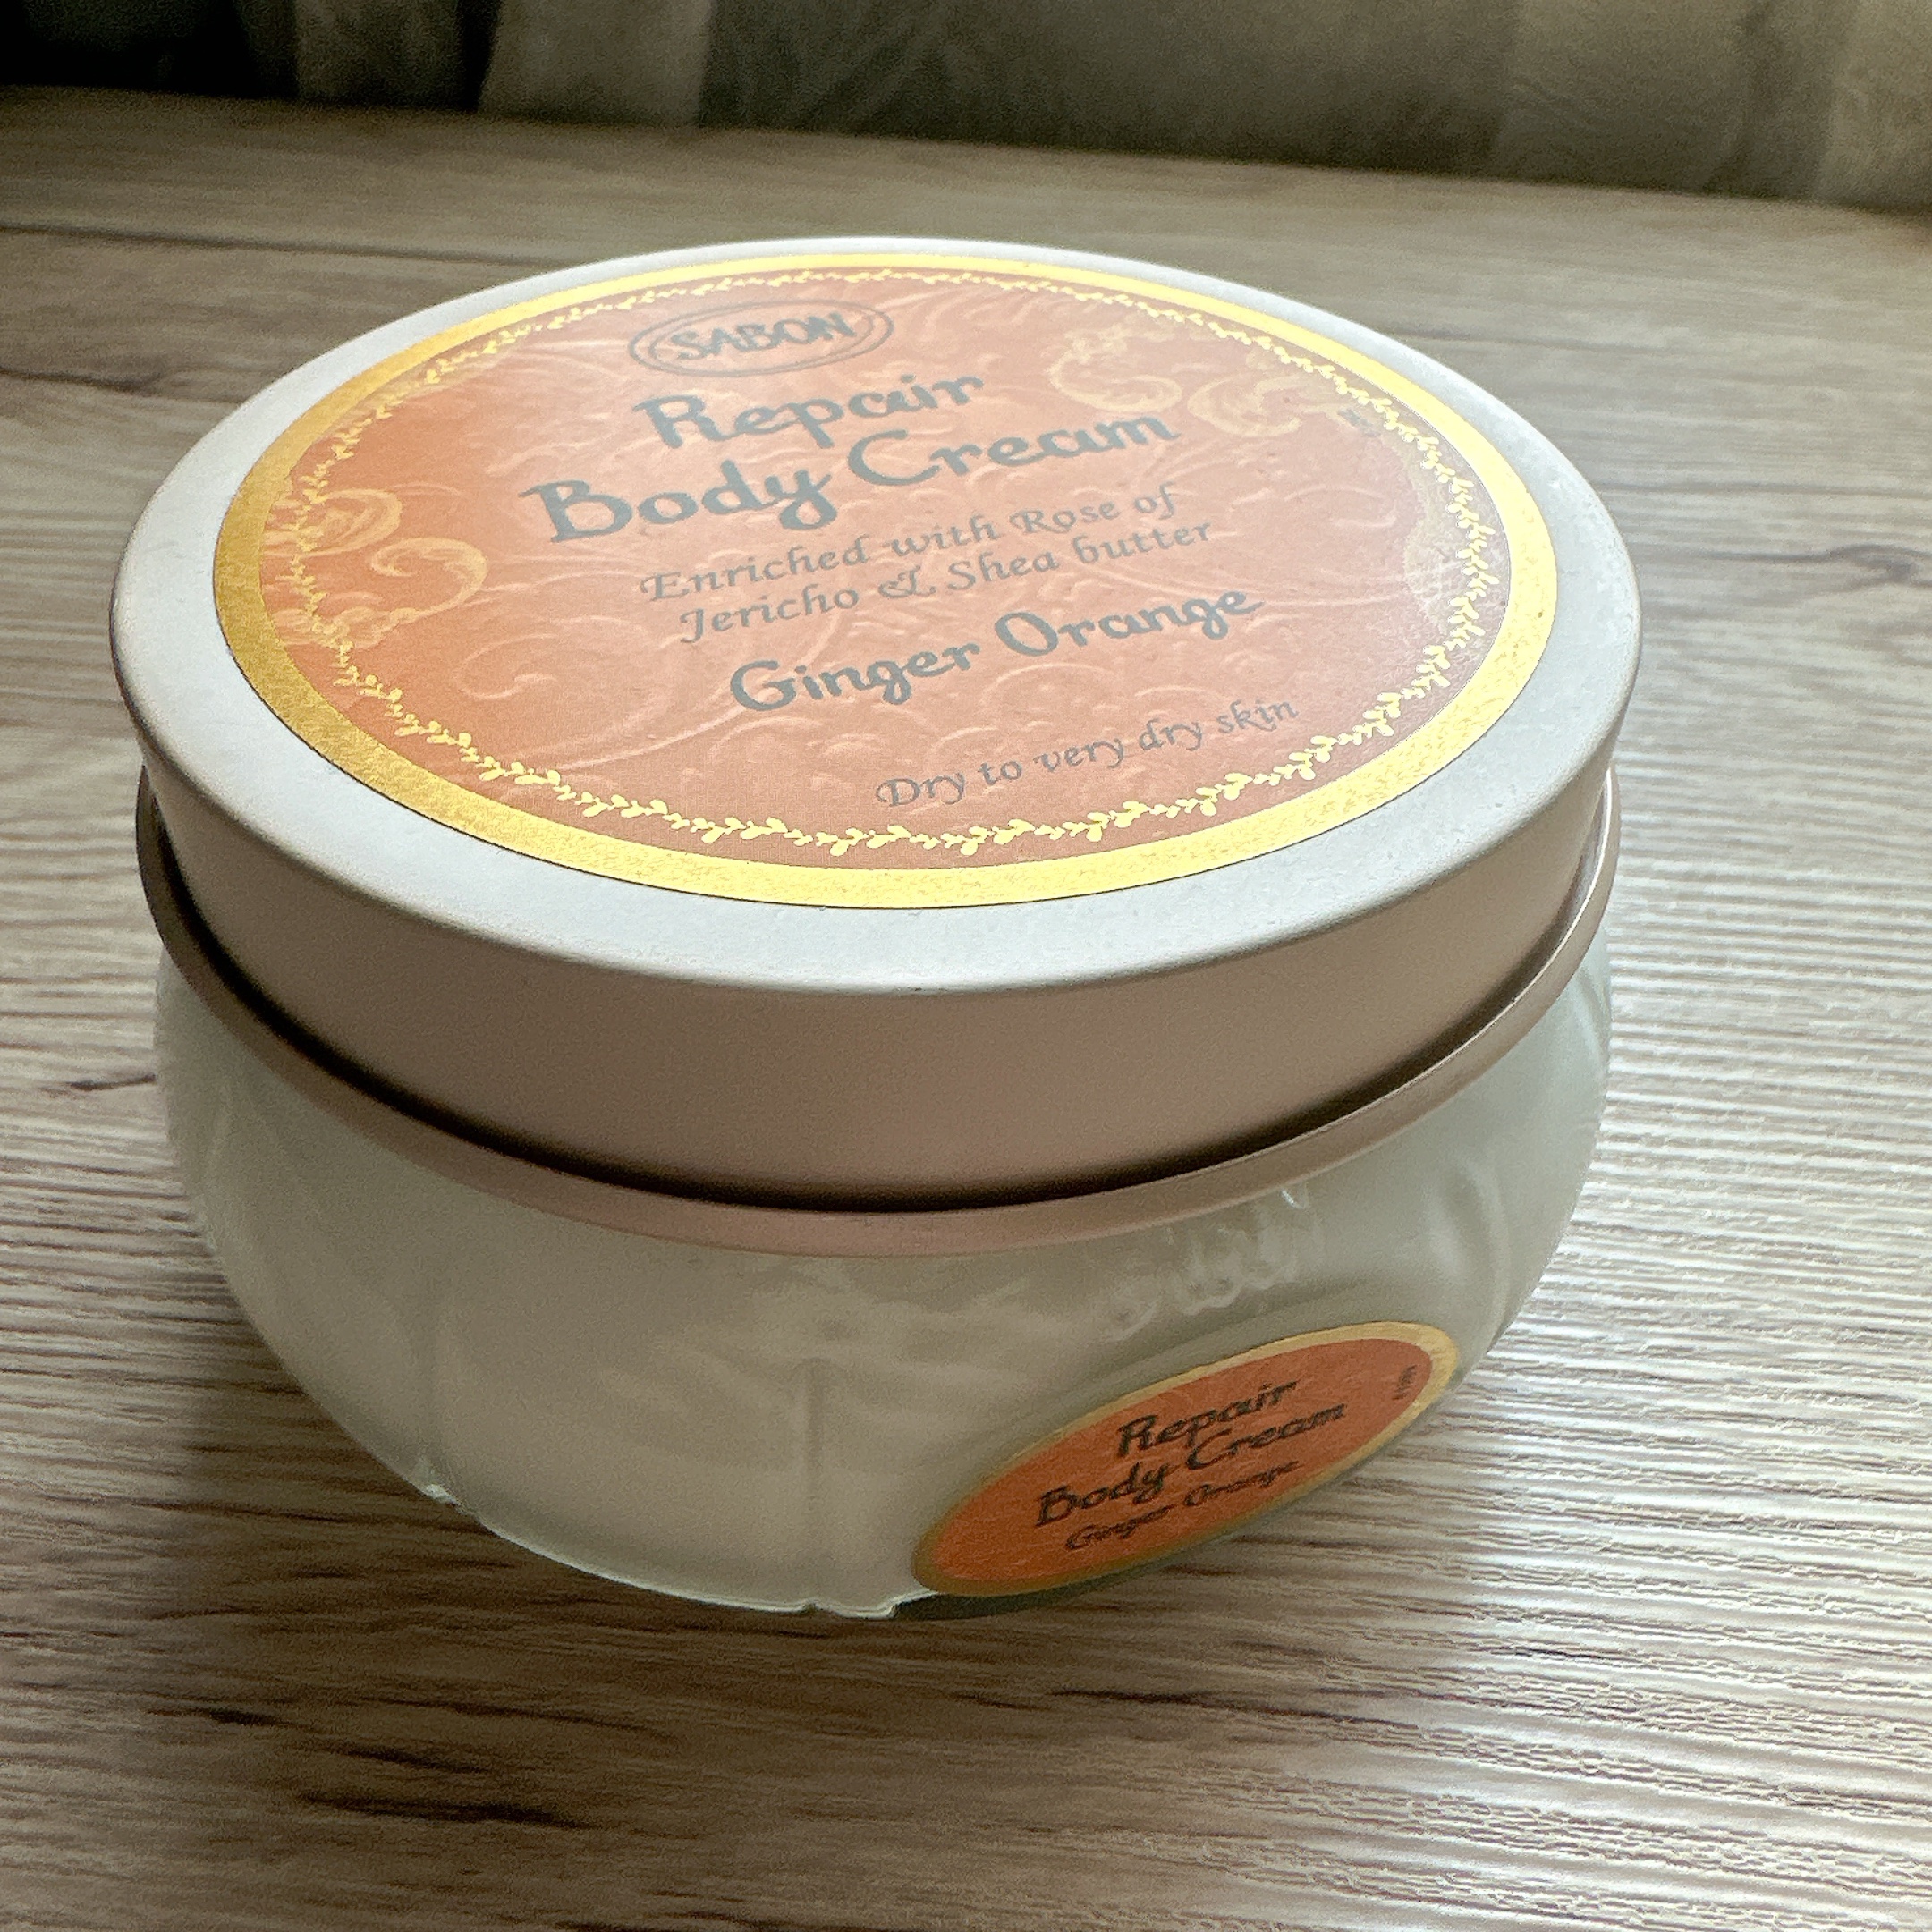 SABON
Repair
Body Cream
Enriched with Rose of
Jericho & Shea butter
Ginger Orange
Dry to very dry skin
Repair
Body Cream
Ginger Orange